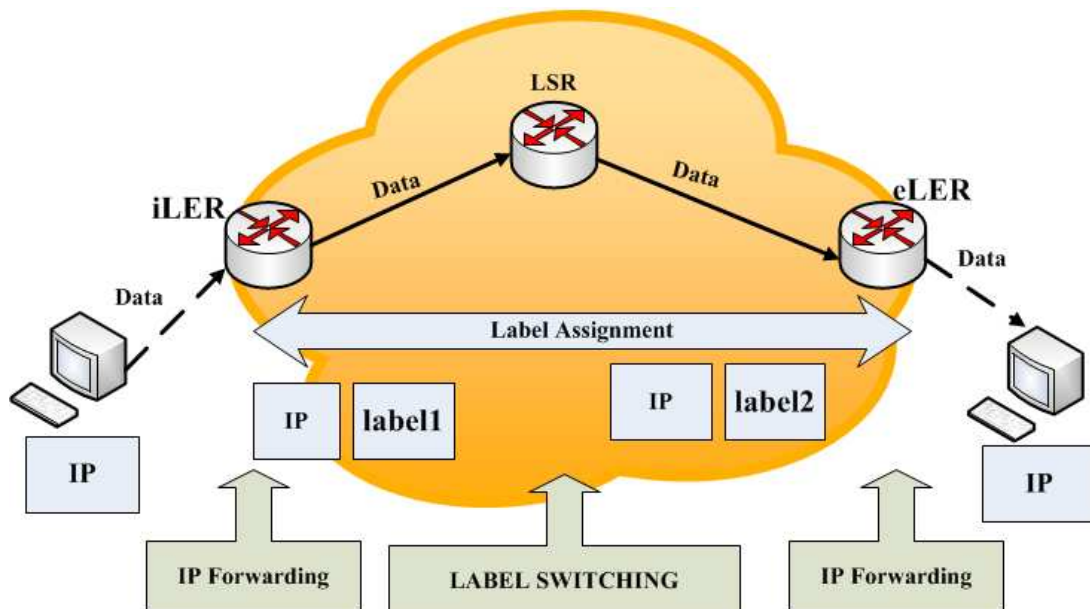 LSR
Data
Data
iLER
eLER
Data
Data
Label Assignment
IP
label1
IP
label2
IP
IP
IP Forwarding
LABEL SWITCHING
IP Forwarding